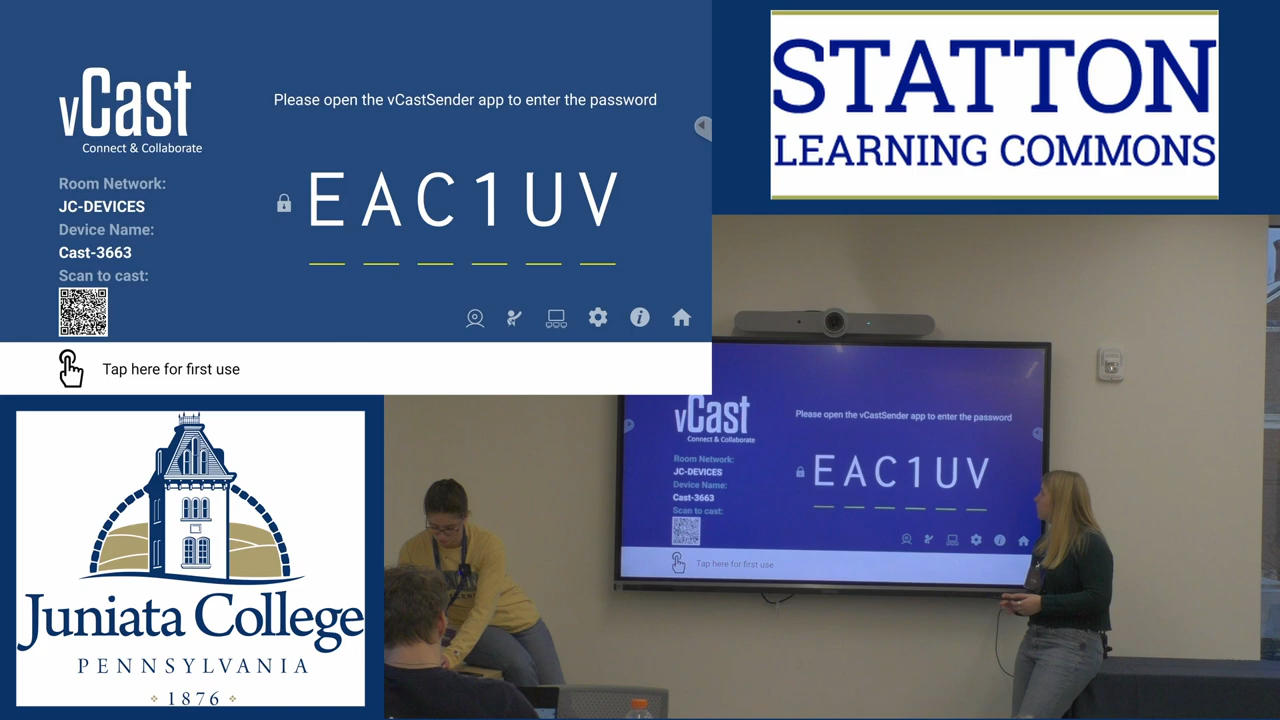 vCast
Connect & Collaborate
Please open the vCastSender app to enter the password
Room Network:
JC-DEVICES
Device Name:
Cast-3663
Scan to cast:
EAC1UV
Tap here for first use
STATTON
LEARNING COMMONS
Juniata College
PENNSYLVANIA
1876
vCast
Connect & Collaborate
Please open the vCastSender app to enter the password
Room Network:
JC-DEVICES
Device Name:
Cast-3663
Scan to cast:
EAC1UV
Tap here for first use